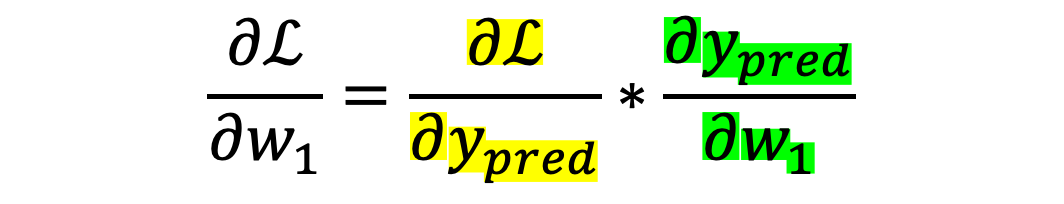 ∂ℒ/∂w₁ = ∂ℒ/∂y_pred * ∂y_pred/∂w₁